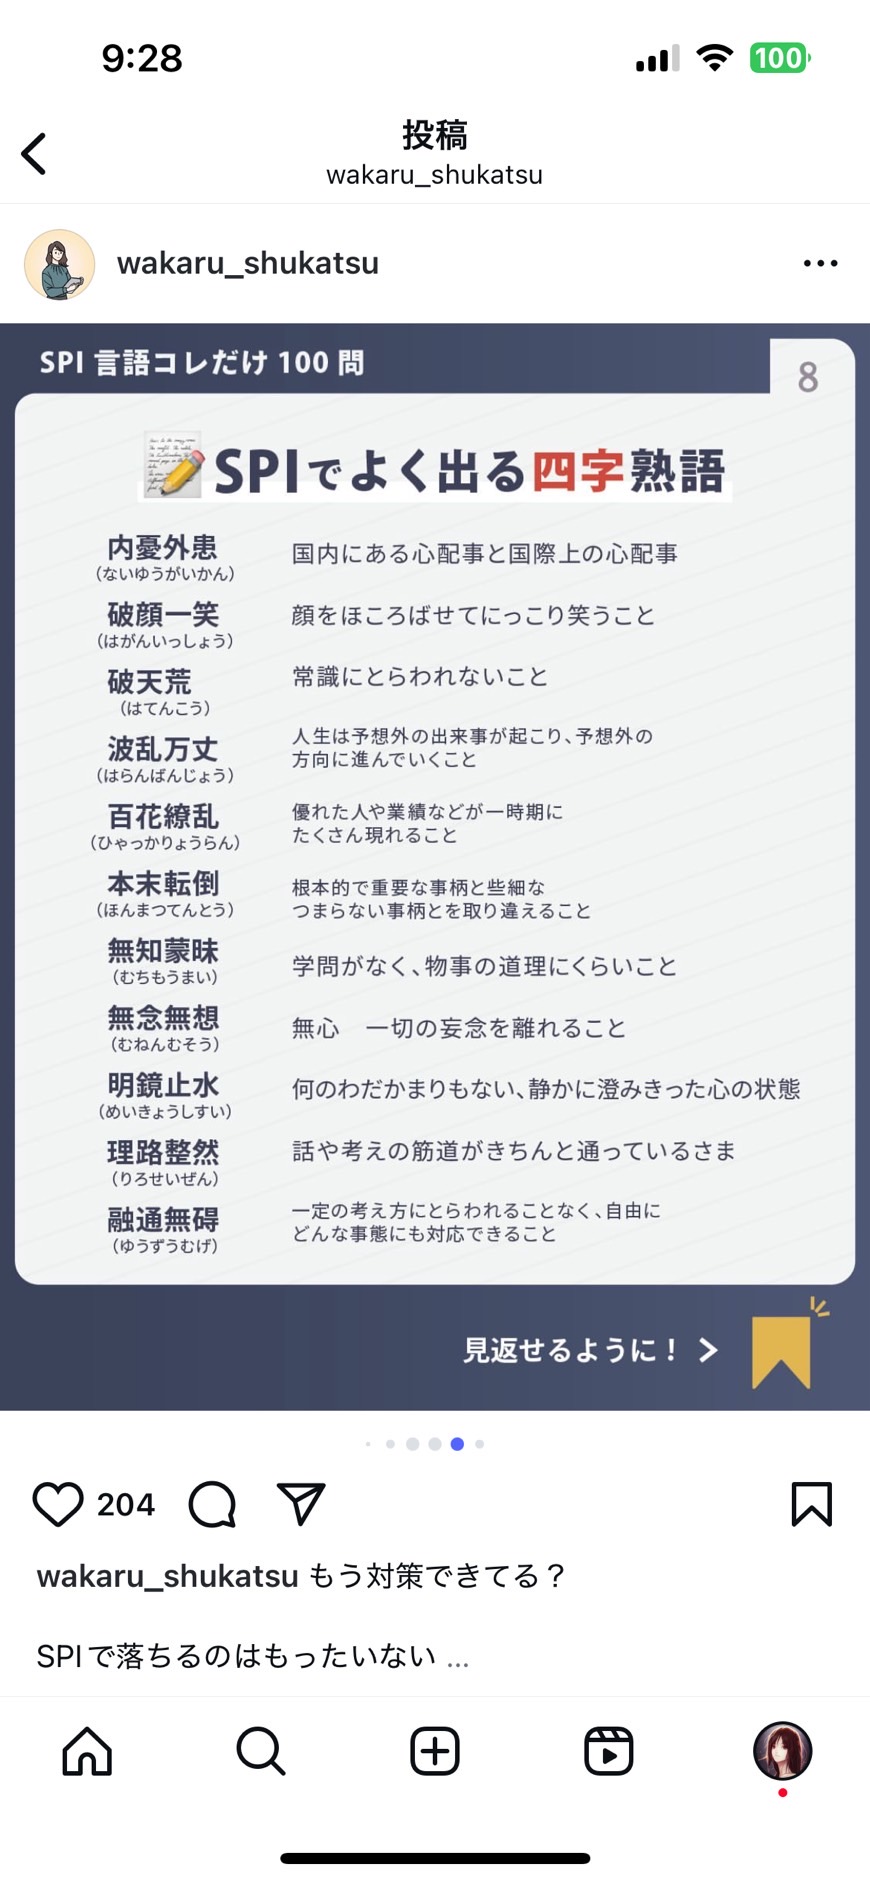 9:28
100
投稿
wakaru_shukatsu
wakaru_shukatsu
SPI 言語コレだけ 100 問
8
SPIでよく出る四字熟語
内憂外患
（ないゆうがいかん）
国内にある心配事と国際上の心配事
破顔一笑
（はがんいっしょう）
顔をほころばせてにっこり笑うこと
破天荒
（はてんこう）
常識にとらわれないこと
波乱万丈
（はらんばんじょう）
人生は予想外の出来事が起こり、予想外の
方向に進んでいくこと
百花繚乱
（ひゃっかりょうらん）
優れた人や業績などが一時期に
たくさん現れること
本末転倒
（ほんまつてんとう）
根本的で重要な事柄と些細な
つまらない事柄とを取り違えること
無知蒙昧
（むちもうまい）
学問がなく、物事の道理にくらいこと
無念無想
（むねんむそう）
無心　一切の妄念を離れること
明鏡止水
（めいきょうしすい）
何のわだかまりもない、静かに澄みきった心の状態
理路整然
（りろせいぜん）
話や考えの筋道がきちんと通っているさま
融通無碍
（ゆうずうむげ）
一定の考え方にとらわれることなく、自由に
どんな事態にも対応できること
見返せるように！
204
wakaru_shukatsu もう対策できてる？
SPIで落ちるのはもったいない ...